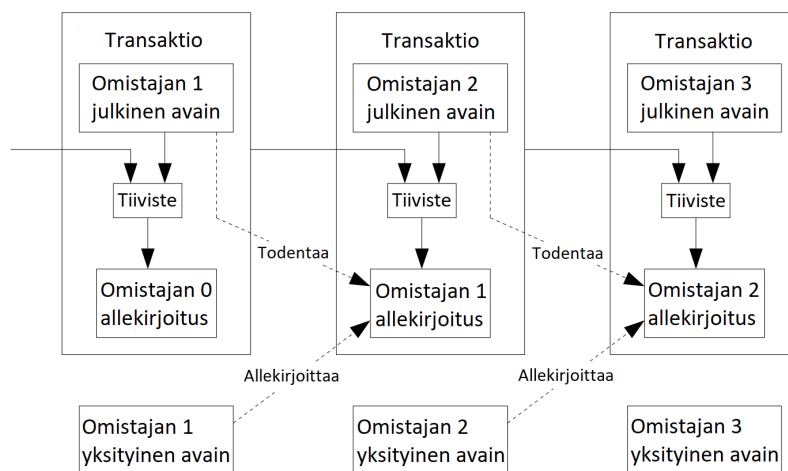 Transaktio
Transaktio
Transaktio
Omistajan 1
julkinen avain
Omistajan 2
julkinen avain
Omistajan 3
julkinen avain
Tiiviste
Tiiviste
Tiiviste
Todentaa
Todentaa
Omistajan 0
allekirjoitus
Omistajan 1
allekirjoitus
Omistajan 2
allekirjoitus
Allekirjoittaa
Allekirjoittaa
Omistajan 1
yksityinen avain
Omistajan 2
yksityinen avain
Omistajan 3
yksityinen avain